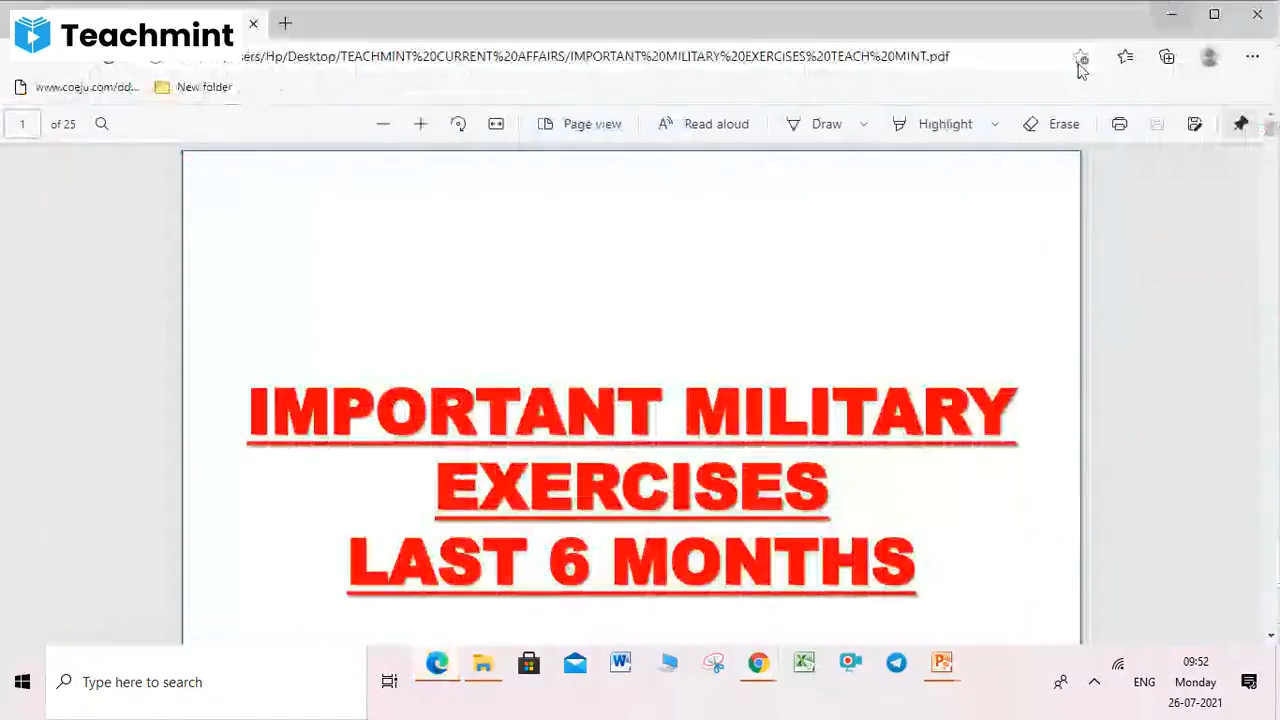 Teachmint
sers/Hp/Desktop/TEACHMINT%20CURRENT%20AFFAIRS/IMPORTANT%20MILITARY%20EXERCISES%20TEACH%20MINT.pdf
www.coeju.com/ad... New folder
1 of 25 Page view Read aloud Draw Highlight Erase
IMPORTANT MILITARY
EXERCISES
LAST 6 MONTHS
Type here to search
ENG
09:52
Monday
26-07-2021